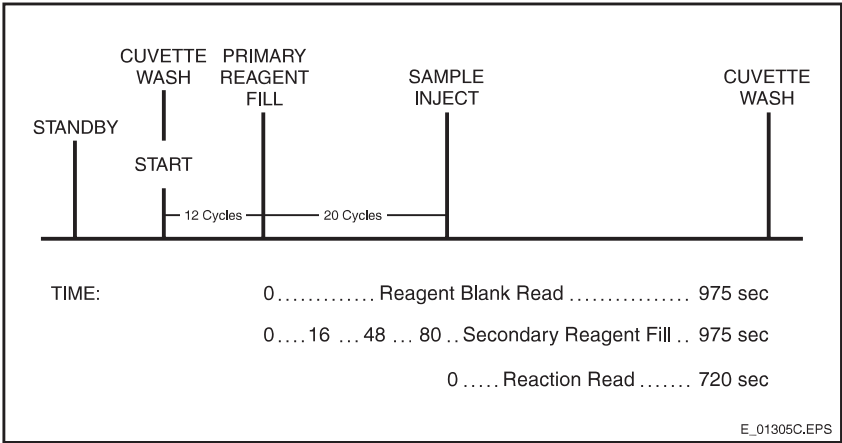 CUVETTE
WASH
PRIMARY
REAGENT
FILL
SAMPLE
INJECT
CUVETTE
WASH
STANDBY
START
12 Cycles
20 Cycles
TIME:
0 ............. Reagent Blank Read ................ 975 sec
0 .... 16 ... 48 ... 80 .. Secondary Reagent Fill .. 975 sec
0 ..... Reaction Read ....... 720 sec
E_01305C.EPS